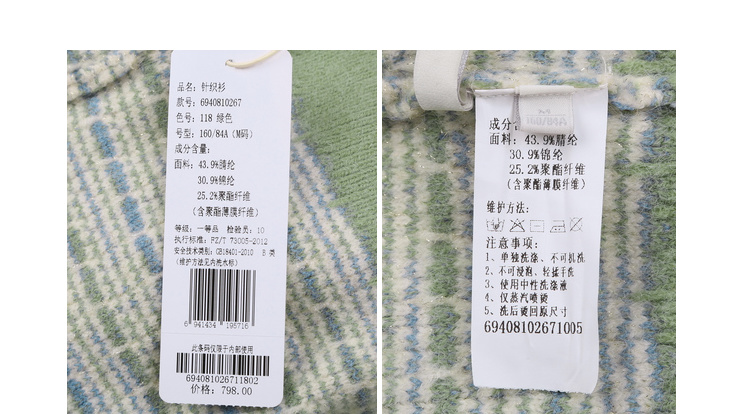 品名: 针织衫
款号: 6940810267
色号: 118 绿色
号型: 160/84A (M码)
成分含量:
面料: 43.9%腈纶
30.9%锦纶
25.2%聚酯纤维
(含聚酯薄膜纤维)
等级: 一等品 检验员: 10
执行标准: FZ/T 73005-2012
安全技术类别: GB18401-2010 B 类
(维护方法见内洗水标)
6 941434 195716
此条码仅限于内部使用
694081026711802
价格: 798.00
M
160/84A
成分
面料: 43.9%腈纶
30.9%锦纶
25.2%聚酯纤维
(含聚酯薄膜纤维)
维护方法:
注意事项:
1、单独洗涤、不可机洗
2、不可浸泡、轻揉手洗
3、使用中性洗涤液
4、仅蒸汽喷烫
5、洗后烫回原尺寸
69408102671005